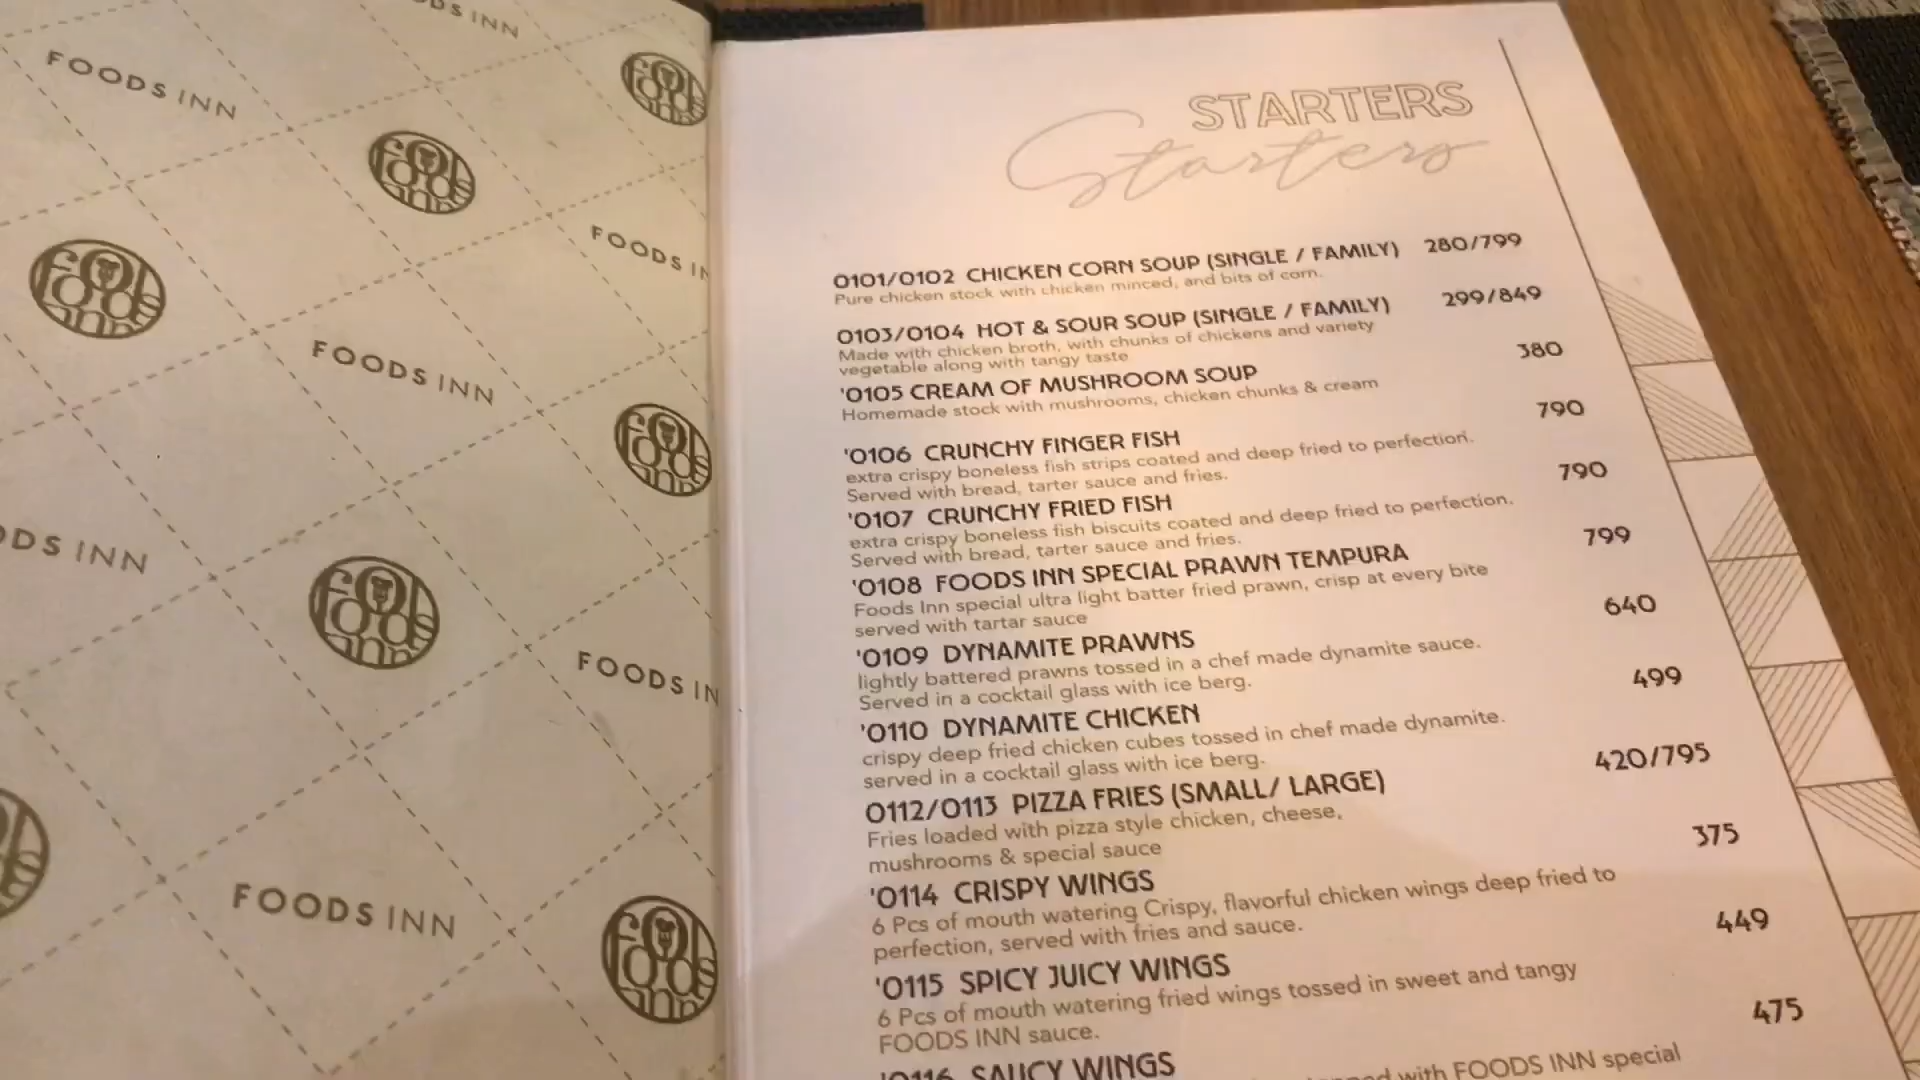 FOODS INN
FOODS INN
FOODS INN
FOODS INN
FOODS INN
foods inn
foods inn
foods inn
foods inn
foods inn
foods inn
STARTERS
Starters
0101/0102 CHICKEN CORN SOUP (SINGLE / FAMILY) 280/799
Pure chicken stock with chicken minced, and bits of corn.
0103/0104 HOT & SOUR SOUP (SINGLE / FAMILY) 299/849
Made with chicken broth, with chunks of chickens and variety
vegetable along with tangy taste
'0105 CREAM OF MUSHROOM SOUP 380
Homemade stock with mushrooms, chicken chunks & cream
'0106 CRUNCHY FINGER FISH 790
extra crispy boneless fish strips coated and deep fried to perfection.
Served with bread, tarter sauce and fries.
'0107 CRUNCHY FRIED FISH 790
extra crispy boneless fish biscuits coated and deep fried to perfection.
Served with bread, tarter sauce and fries.
'0108 FOODS INN SPECIAL PRAWN TEMPURA 799
Foods Inn special ultra light batter fried prawn, crisp at every bite
served with tartar sauce
'0109 DYNAMITE PRAWNS 640
lightly battered prawns tossed in a chef made dynamite sauce.
Served in a cocktail glass with ice berg.
'0110 DYNAMITE CHICKEN 499
crispy deep fried chicken cubes tossed in chef made dynamite.
served in a cocktail glass with ice berg.
0112/0113 PIZZA FRIES (SMALL/ LARGE) 420/795
Fries loaded with pizza style chicken, cheese,
mushrooms & special sauce
'0114 CRISPY WINGS 375
6 Pcs of mouth watering Crispy, flavorful chicken wings deep fried to
perfection, served with fries and sauce.
'0115 SPICY JUICY WINGS 449
6 Pcs of mouth watering fried wings tossed in sweet and tangy
FOODS INN sauce.
'0116 SAUCY WINGS 475
with FOODS INN special